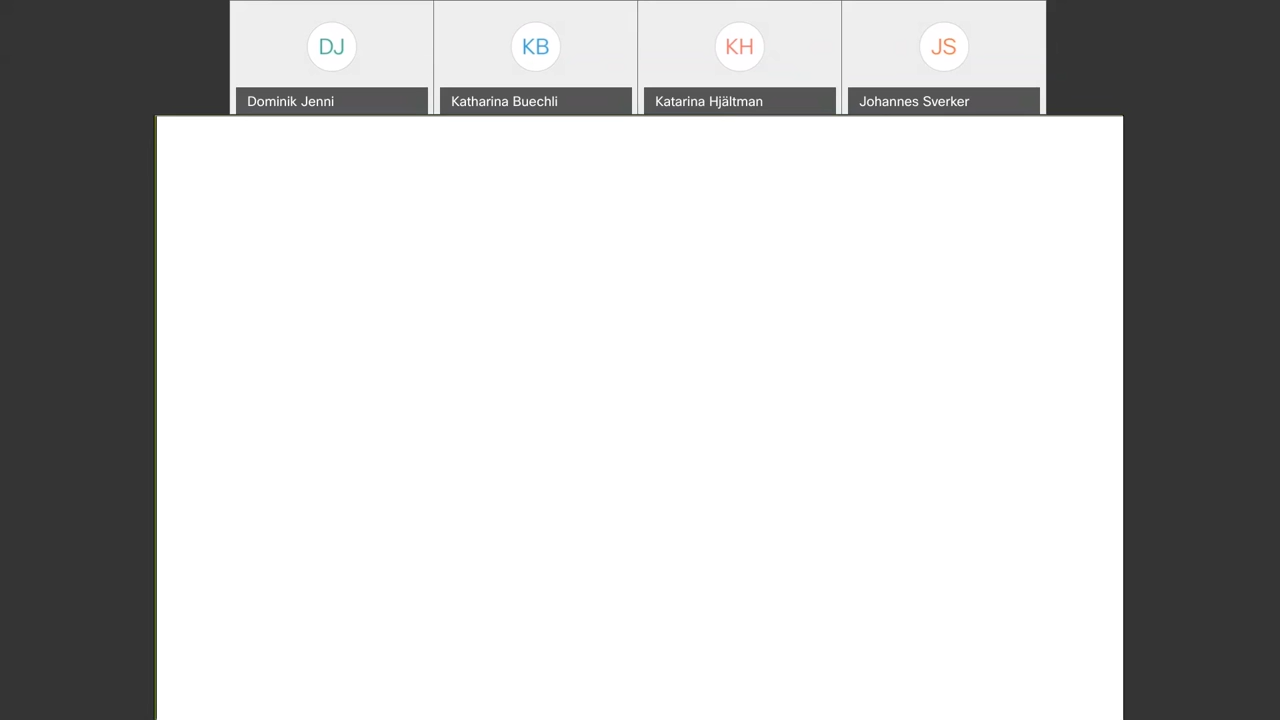 DJ KB KH JS
Dominik Jenni Katharina Buechli Katarina Hjältman Johannes Sverker